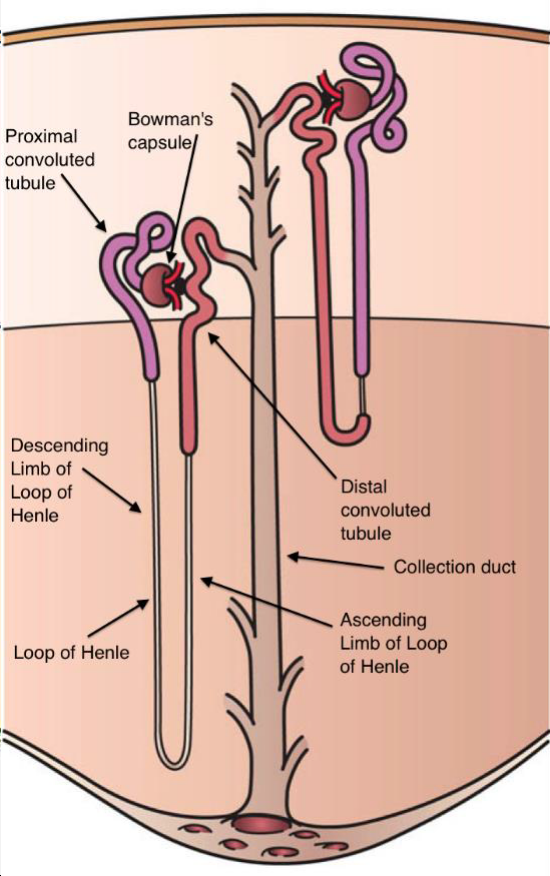 Bowman's
capsule
Proximal
convoluted
tubule
Descending
Limb of
Loop of
Henle
Distal
convoluted
tubule
Collection duct
Ascending
Limb of Loop
of Henle
Loop of Henle